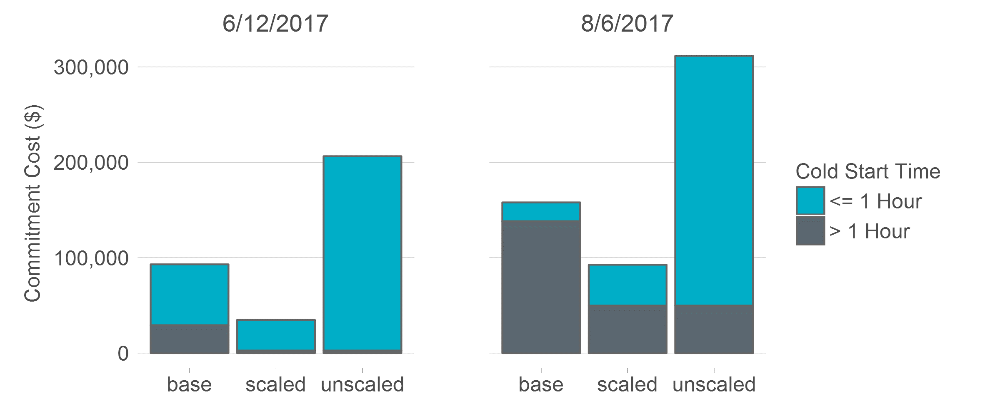 6/12/2017
8/6/2017
Commitment Cost ($)
300,000
200,000
100,000
0
base
scaled
unscaled
base
scaled
unscaled
Cold Start Time
<= 1 Hour
> 1 Hour